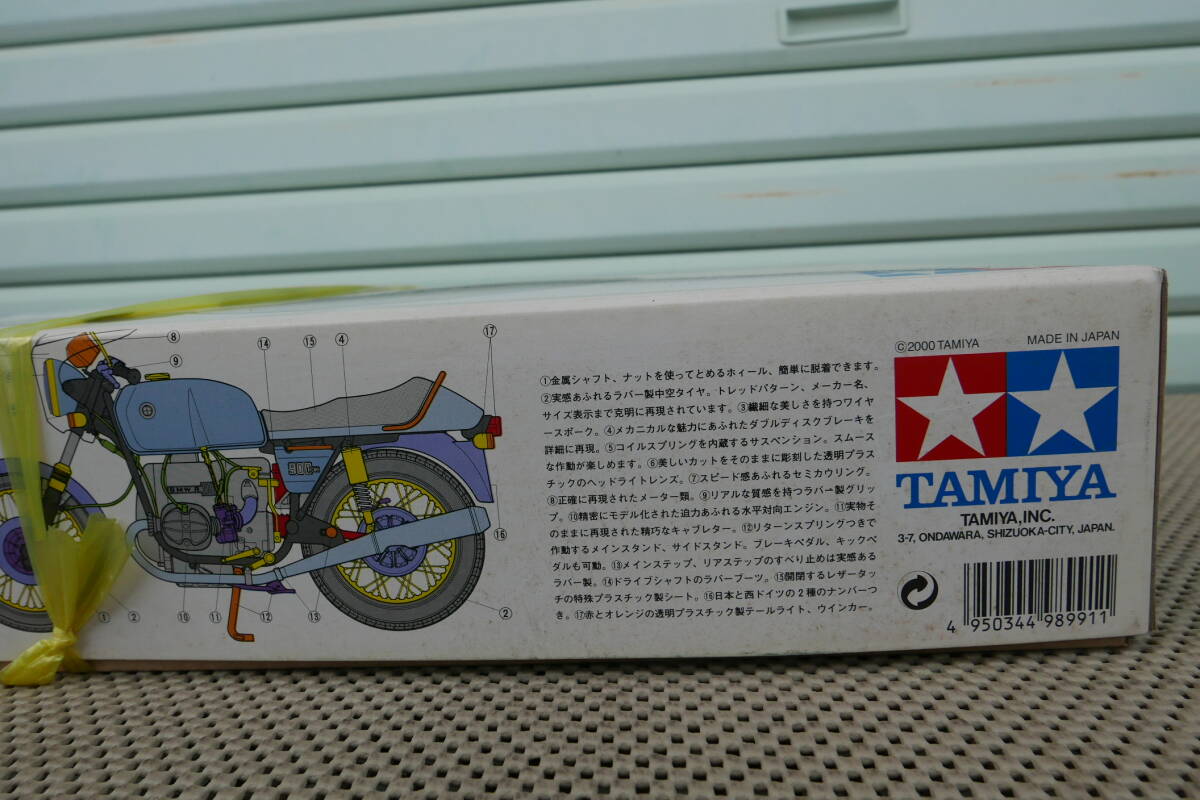 ⑧
⑨
⑭
⑮
④
⑰
900
BMW
⑯
①
②
⑩
⑪
⑫
⑬
②
①金属シャフト、ナットを使ってとめるホィール、簡単に脱着できます。
②実感あふれるラバー製中空タイヤ。トレッドパターン、メーカー名、
サイズ表示まで克明に再現されています。③繊細な美しさを持つワイヤ
ースポーク。④メカニカルな魅力にあふれたダブルディスクブレーキを
詳細に再現。⑤コイルスプリングを内蔵するサスペンション。スムース
な作動が楽しめます。⑥美しいカットをそのままに彫刻した透明プラス
チックのヘッドライトレンズ。⑦スピード感あふれるセミカウリング。
⑧正確に再現されたメーター類。⑨リアルな質感を持つラバー製グリッ
プ。⑩精密にモデル化された迫力あふれる水平対向エンジン。⑪実物そ
のままに再現された精巧なキャブレター。⑫リターンスプリングつきで
作動するメインスタンド、サイドスタンド。ブレーキペダル、キックペ
ダルも可動。⑬メインステップ、リアステップのすべり止めは実感ある
ラバー製。⑭ドライブシャフトのラバーブーツ。⑮開閉するレザータッ
チの特殊プラスチック製シート。⑯日本と西ドイツの2種のナンバーつ
き。⑰赤とオレンジの透明プラスチック製テールライト、ウインカー。
©2000 TAMIYA MADE IN JAPAN
TAMIYA
TAMIYA,INC.
3-7, ONDAWARA, SHIZUOKA-CITY, JAPAN.
4 950344 989911